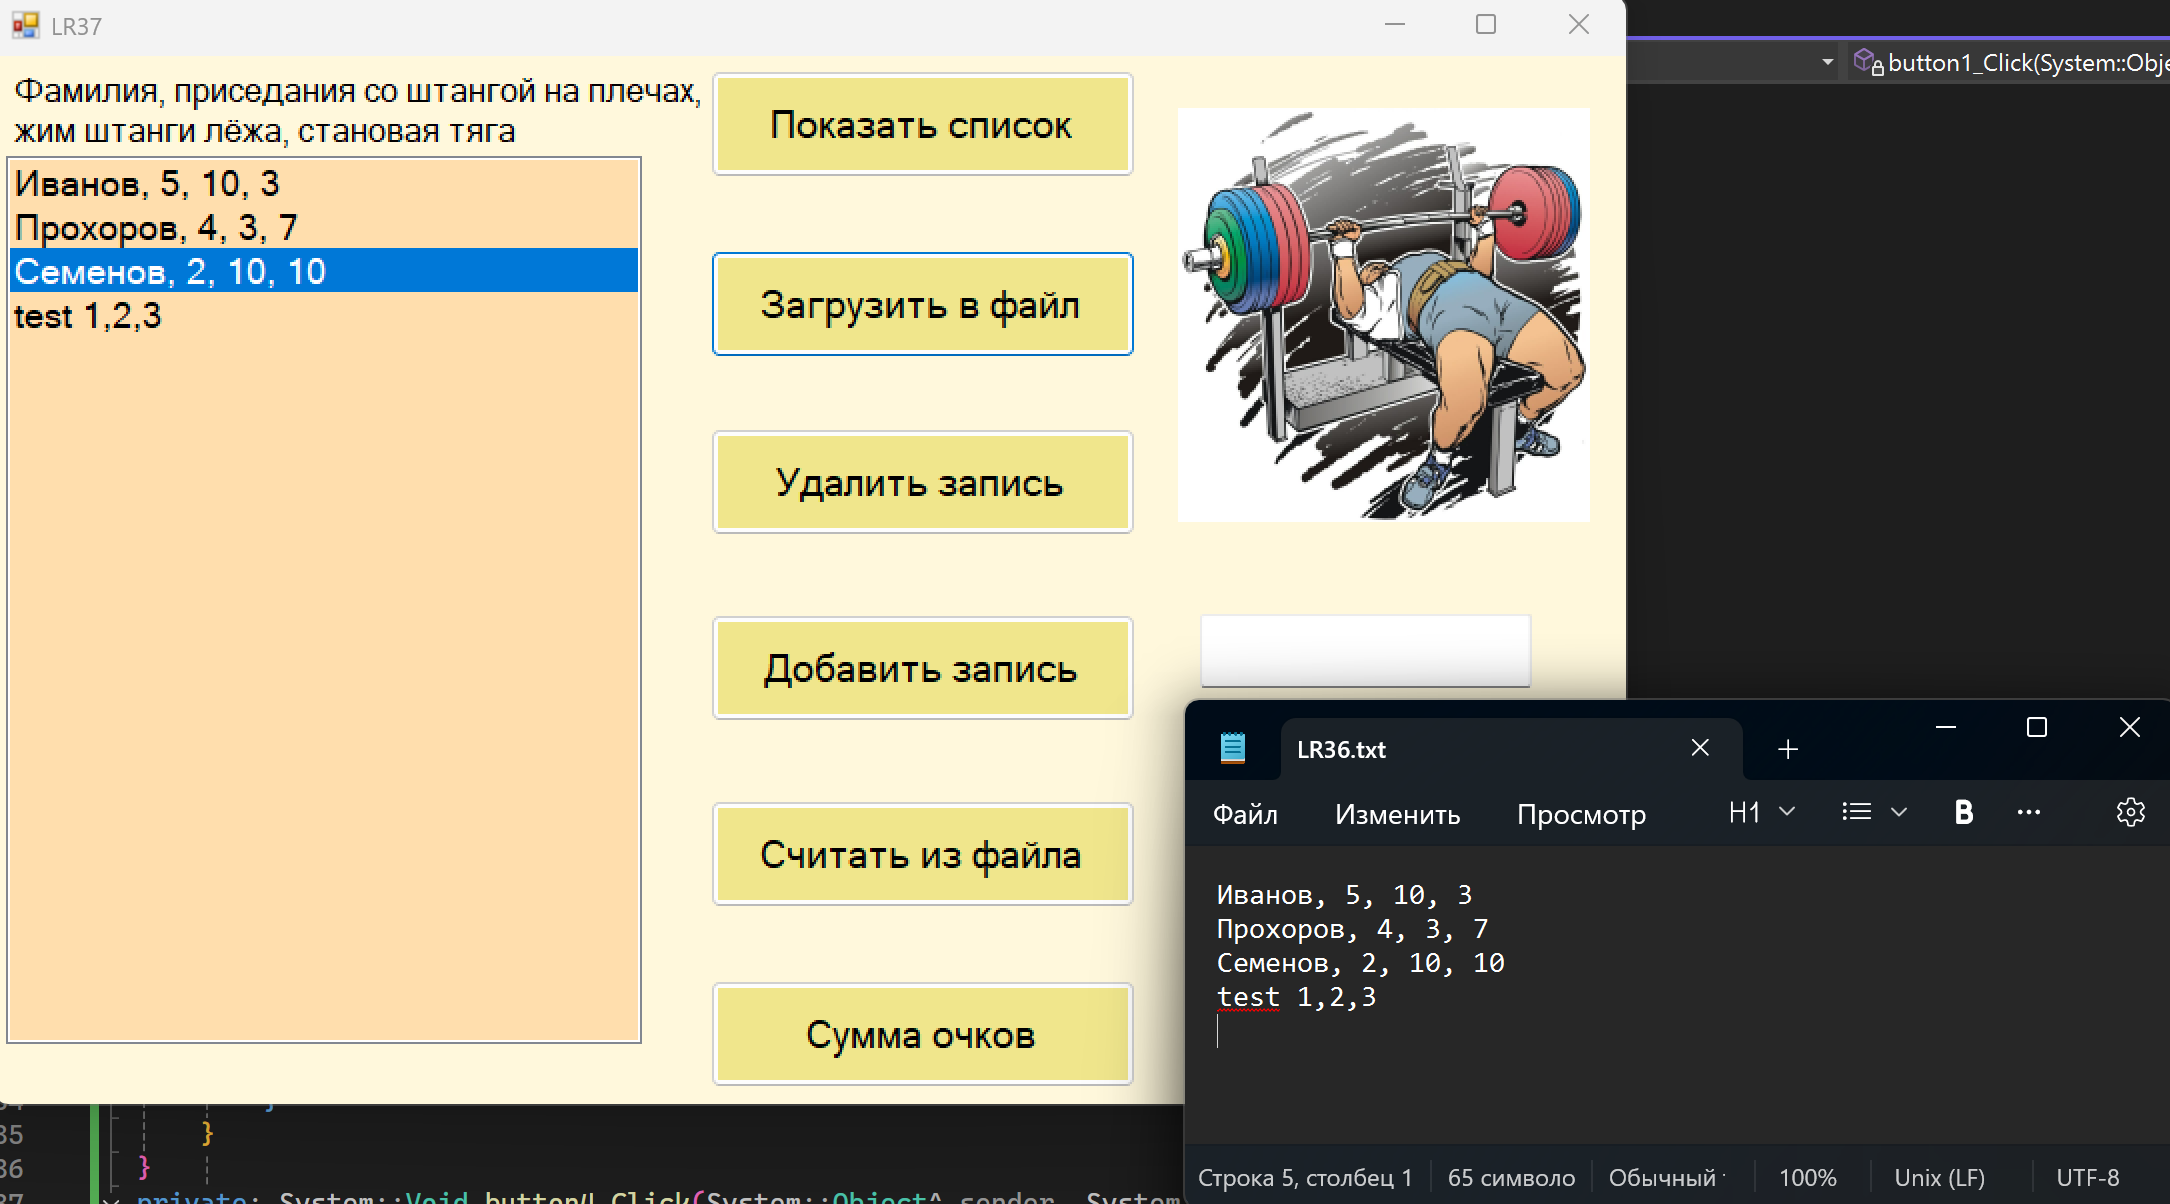 LR37
button1_Click(System::Obje
Фамилия, приседания со штангой на плечах,
жим штанги лёжа, становая тяга
Иванов, 5, 10, 3
Прохоров, 4, 3, 7
Семенов, 2, 10, 10
test 1,2,3
Показать список
Загрузить в файл
Удалить запись
Добавить запись
Считать из файла
Сумма очков
LR36.txt
Файл Изменить Просмотр H1 B
Иванов, 5, 10, 3
Прохоров, 4, 3, 7
Семенов, 2, 10, 10
test 1,2,3
Строка 5, столбец 1 65 символо Обычный 100% Unix (LF) UTF-8
35 }
36 }
37 private: System::Void button4_Click(System::Object^ sender, System